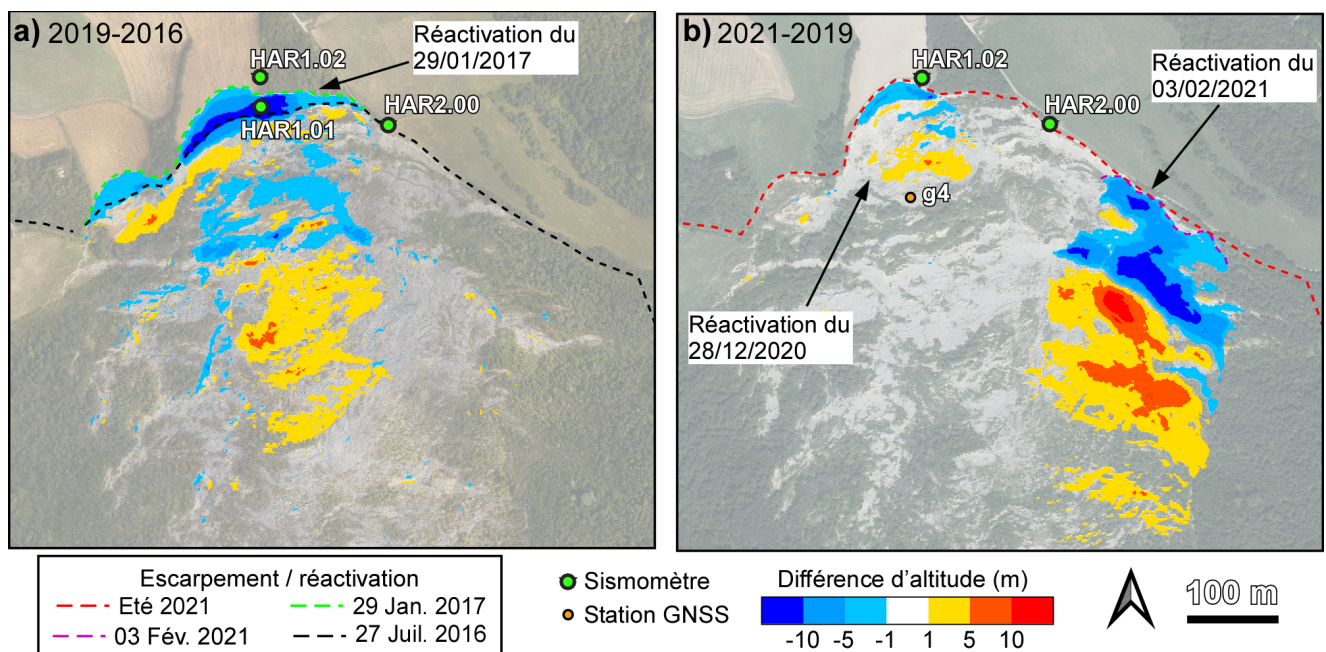 a) 2019-2016
Réactivation du
29/01/2017
HAR1.02
HAR1.01
HAR2.00
b) 2021-2019
HAR1.02
Réactivation du
03/02/2021
HAR2.00
g4
Réactivation du
28/12/2020
Escarpement / réactivation
Eté 2021
29 Jan. 2017
03 Fév. 2021
27 Juil. 2016
Sismomètre
Station GNSS
Différence d'altitude (m)
-10 -5 -1 1 5 10
100 m